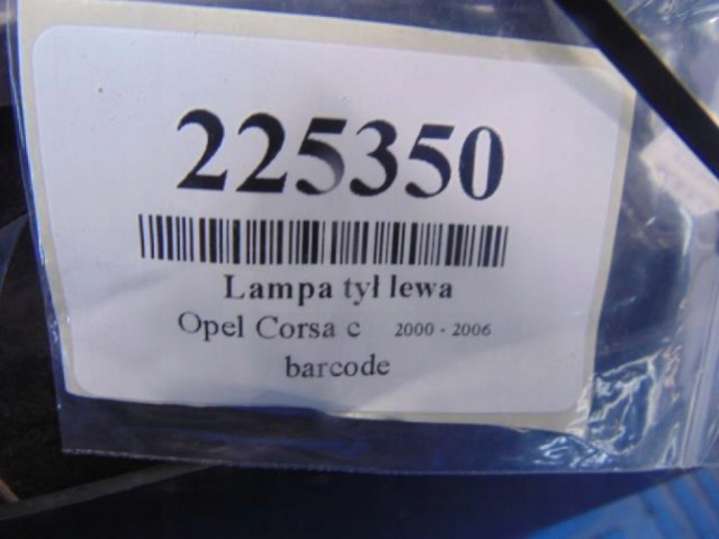 225350
Lampa tył lewa
Opel Corsa c 2000 - 2006
barcode